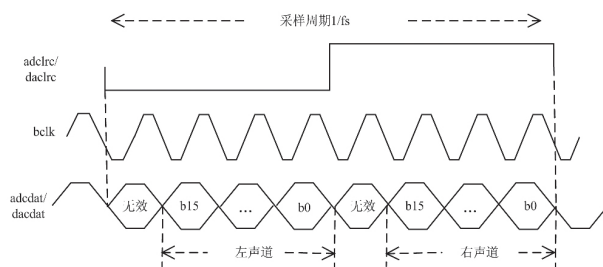 采样周期1/fs
adclrc/
daclrc
bclk
adcdat/
dacdat
无效 b15 ... b0 无效 b15 ... b0
左声道 右声道